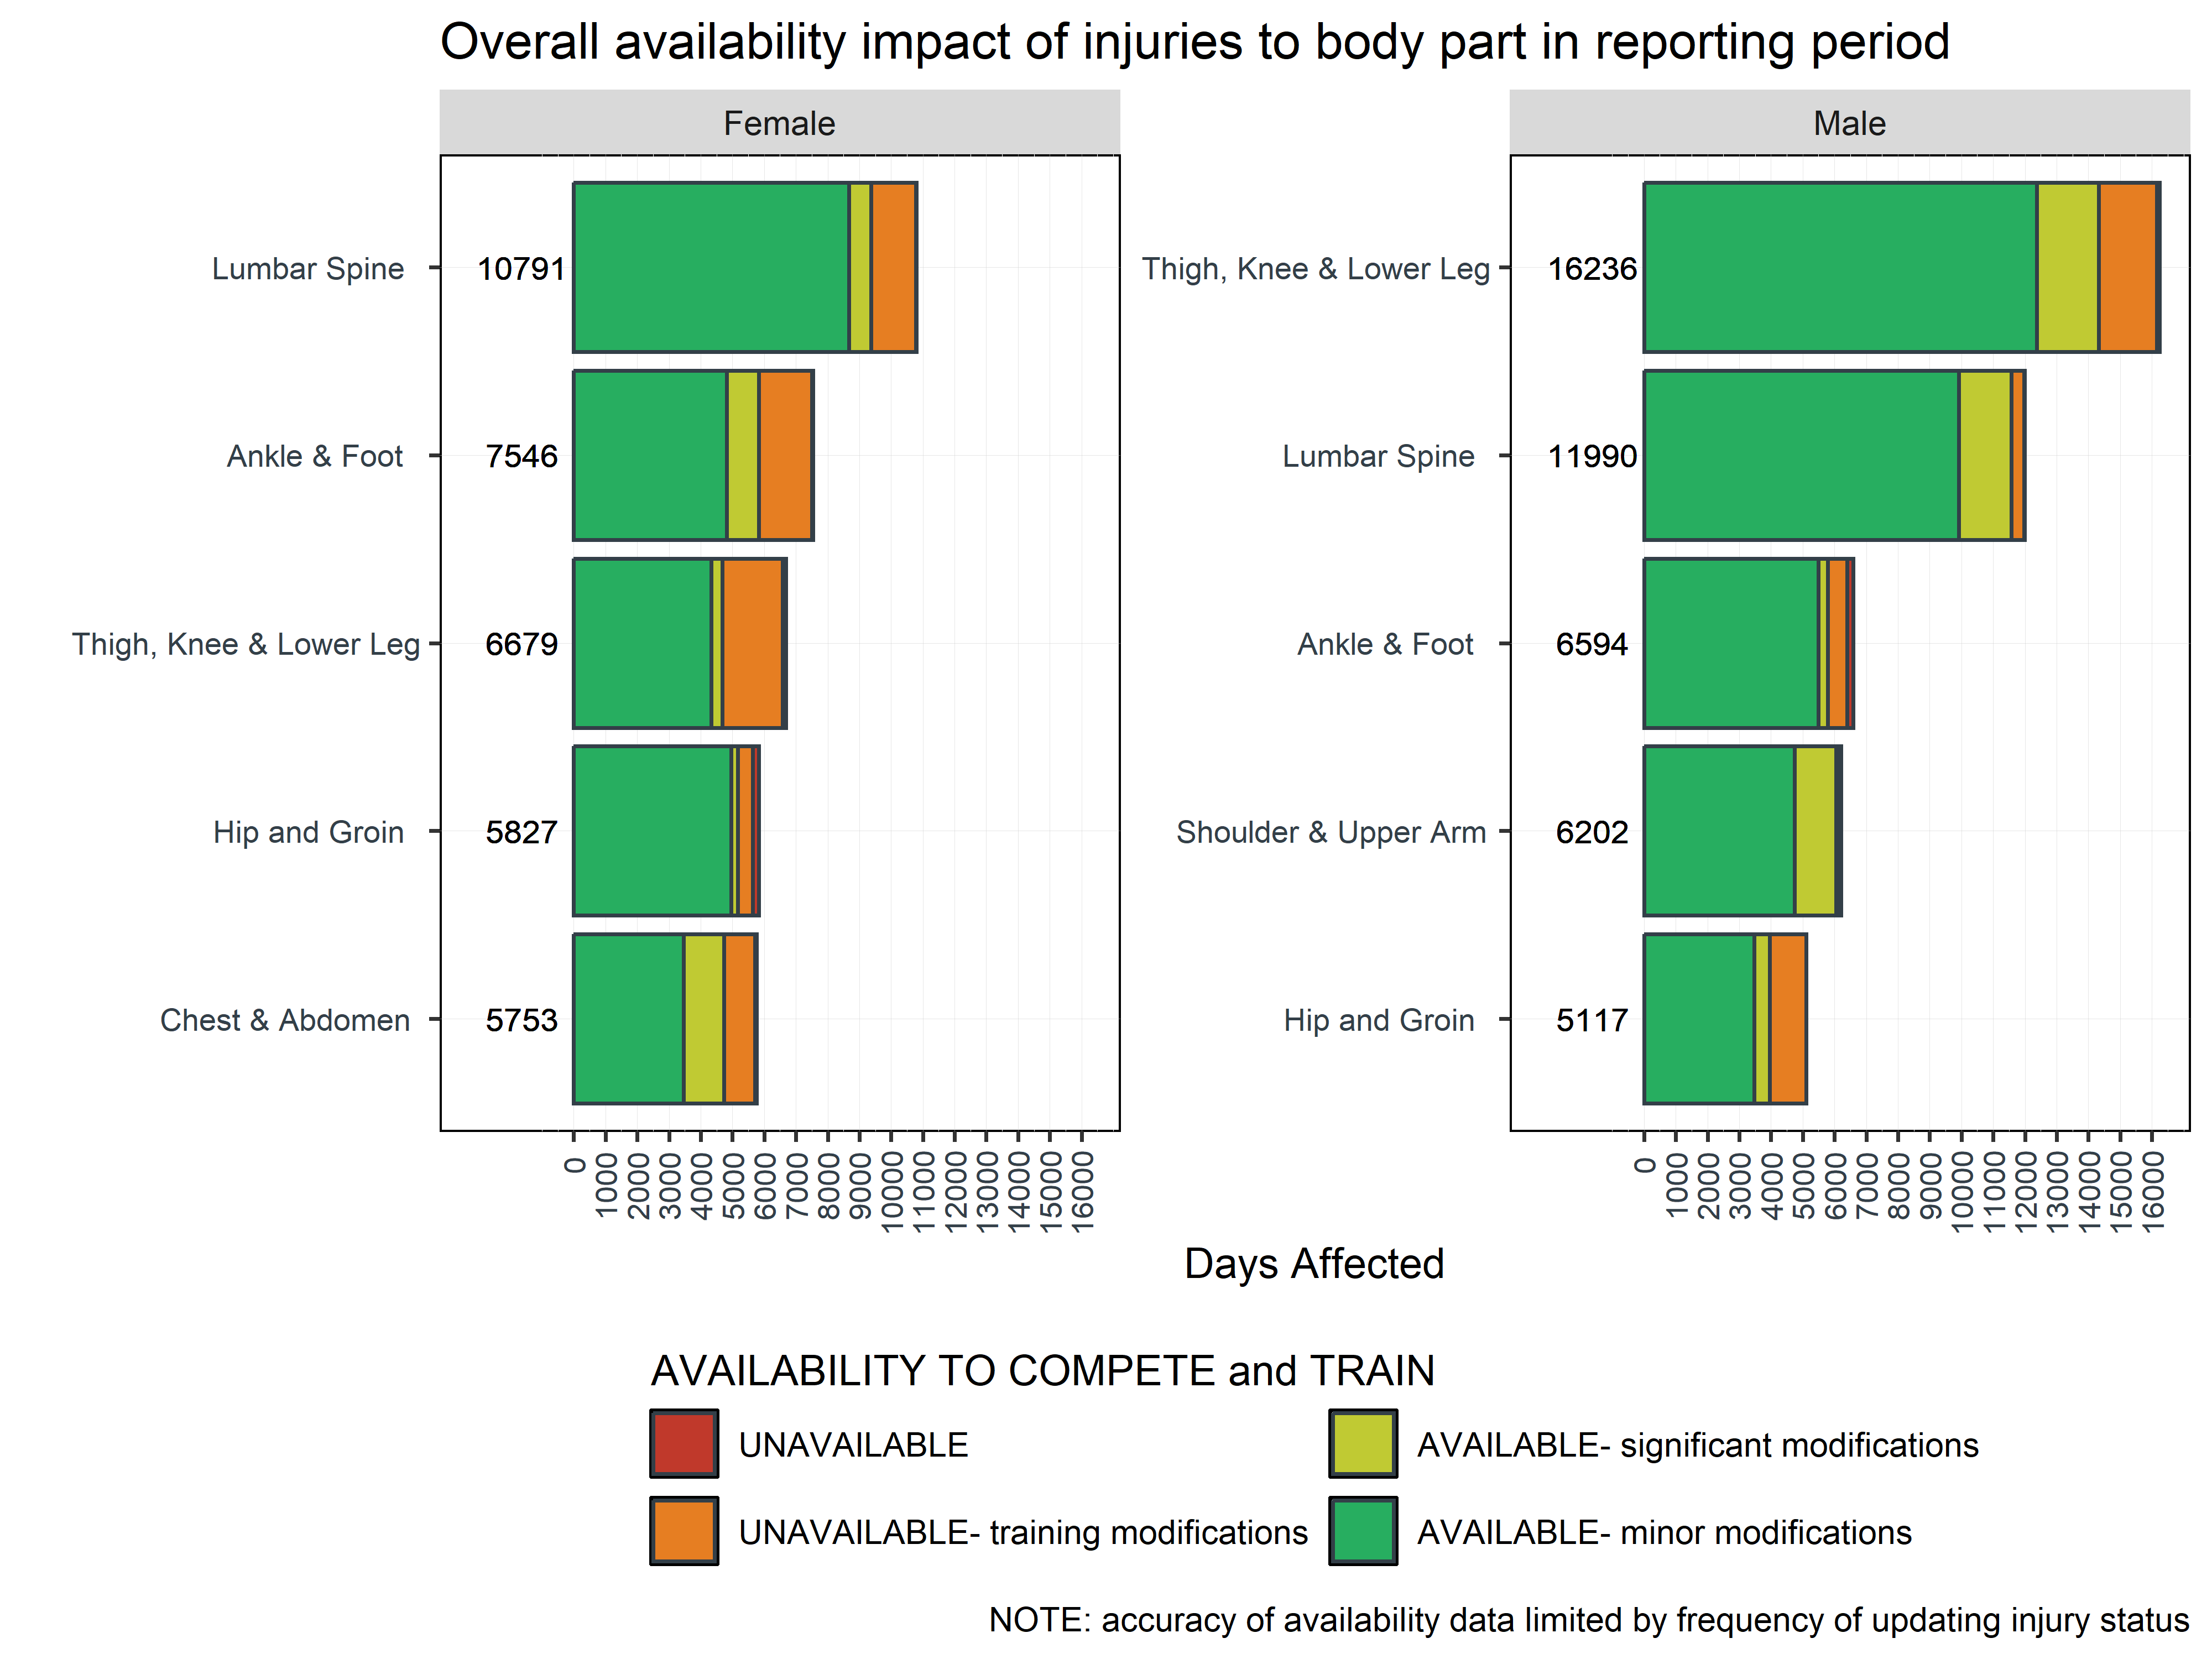 Overall availability impact of injuries to body part in reporting period
Female
Lumbar Spine 10791
Ankle & Foot 7546
Thigh, Knee & Lower Leg 6679
Hip and Groin 5827
Chest & Abdomen 5753
0 1000 2000 3000 4000 5000 6000 7000 8000 9000 10000 11000 12000 13000 14000 15000 16000
Male
Thigh, Knee & Lower Leg 16236
Lumbar Spine 11990
Ankle & Foot 6594
Shoulder & Upper Arm 6202
Hip and Groin 5117
0 1000 2000 3000 4000 5000 6000 7000 8000 9000 10000 11000 12000 13000 14000 15000 16000
Days Affected
AVAILABILITY TO COMPETE and TRAIN
UNAVAILABLE
UNAVAILABLE- training modifications
AVAILABLE- significant modifications
AVAILABLE- minor modifications
NOTE: accuracy of availability data limited by frequency of updating injury status